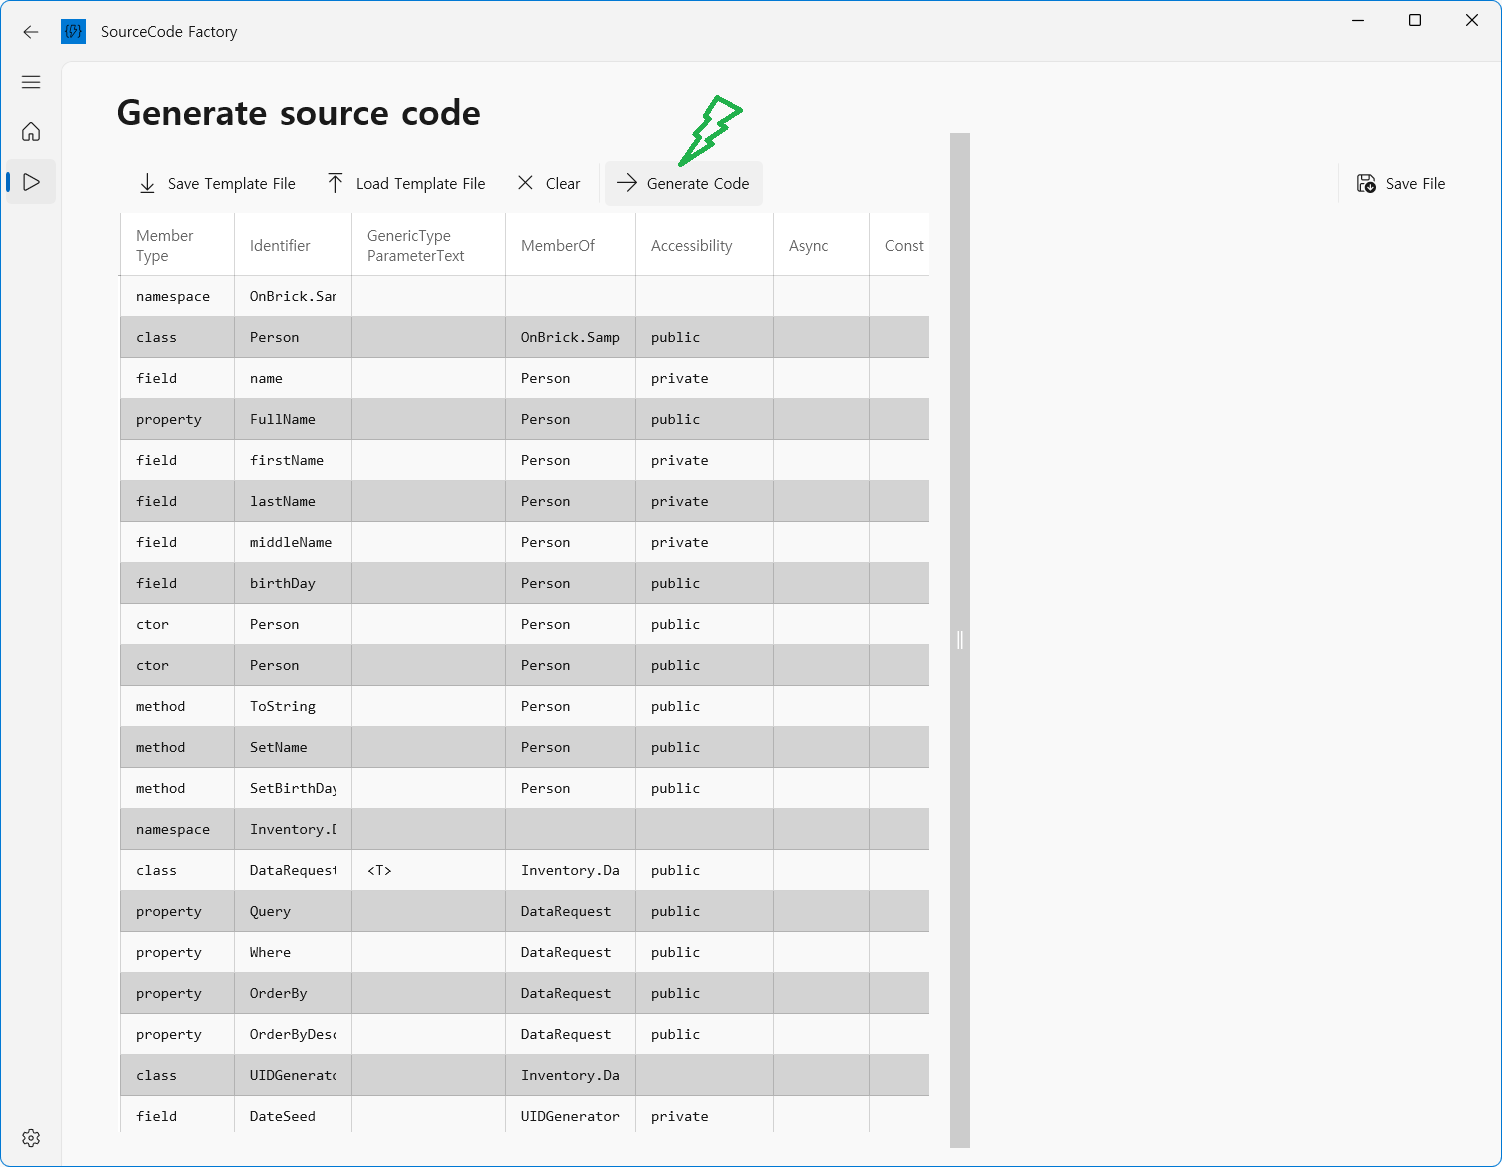 SourceCode Factory
Generate source code
Save Template File Load Template File Clear Generate Code Save File
Member Type Identifier GenericType ParameterText MemberOf Accessibility Async Const
namespace OnBrick.Sar
class Person OnBrick.Samp public
field name Person private
property FullName Person public
field firstName Person private
field lastName Person private
field middleName Person private
field birthDay Person public
ctor Person Person public
ctor Person Person public
method ToString Person public
method SetName Person public
method SetBirthDay Person public
namespace Inventory.D
class DataRequest <T> Inventory.Da public
property Query DataRequest public
property Where DataRequest public
property OrderBy DataRequest public
property OrderByDesc DataRequest public
class UIDGenerato Inventory.Da
field DateSeed UIDGenerator private